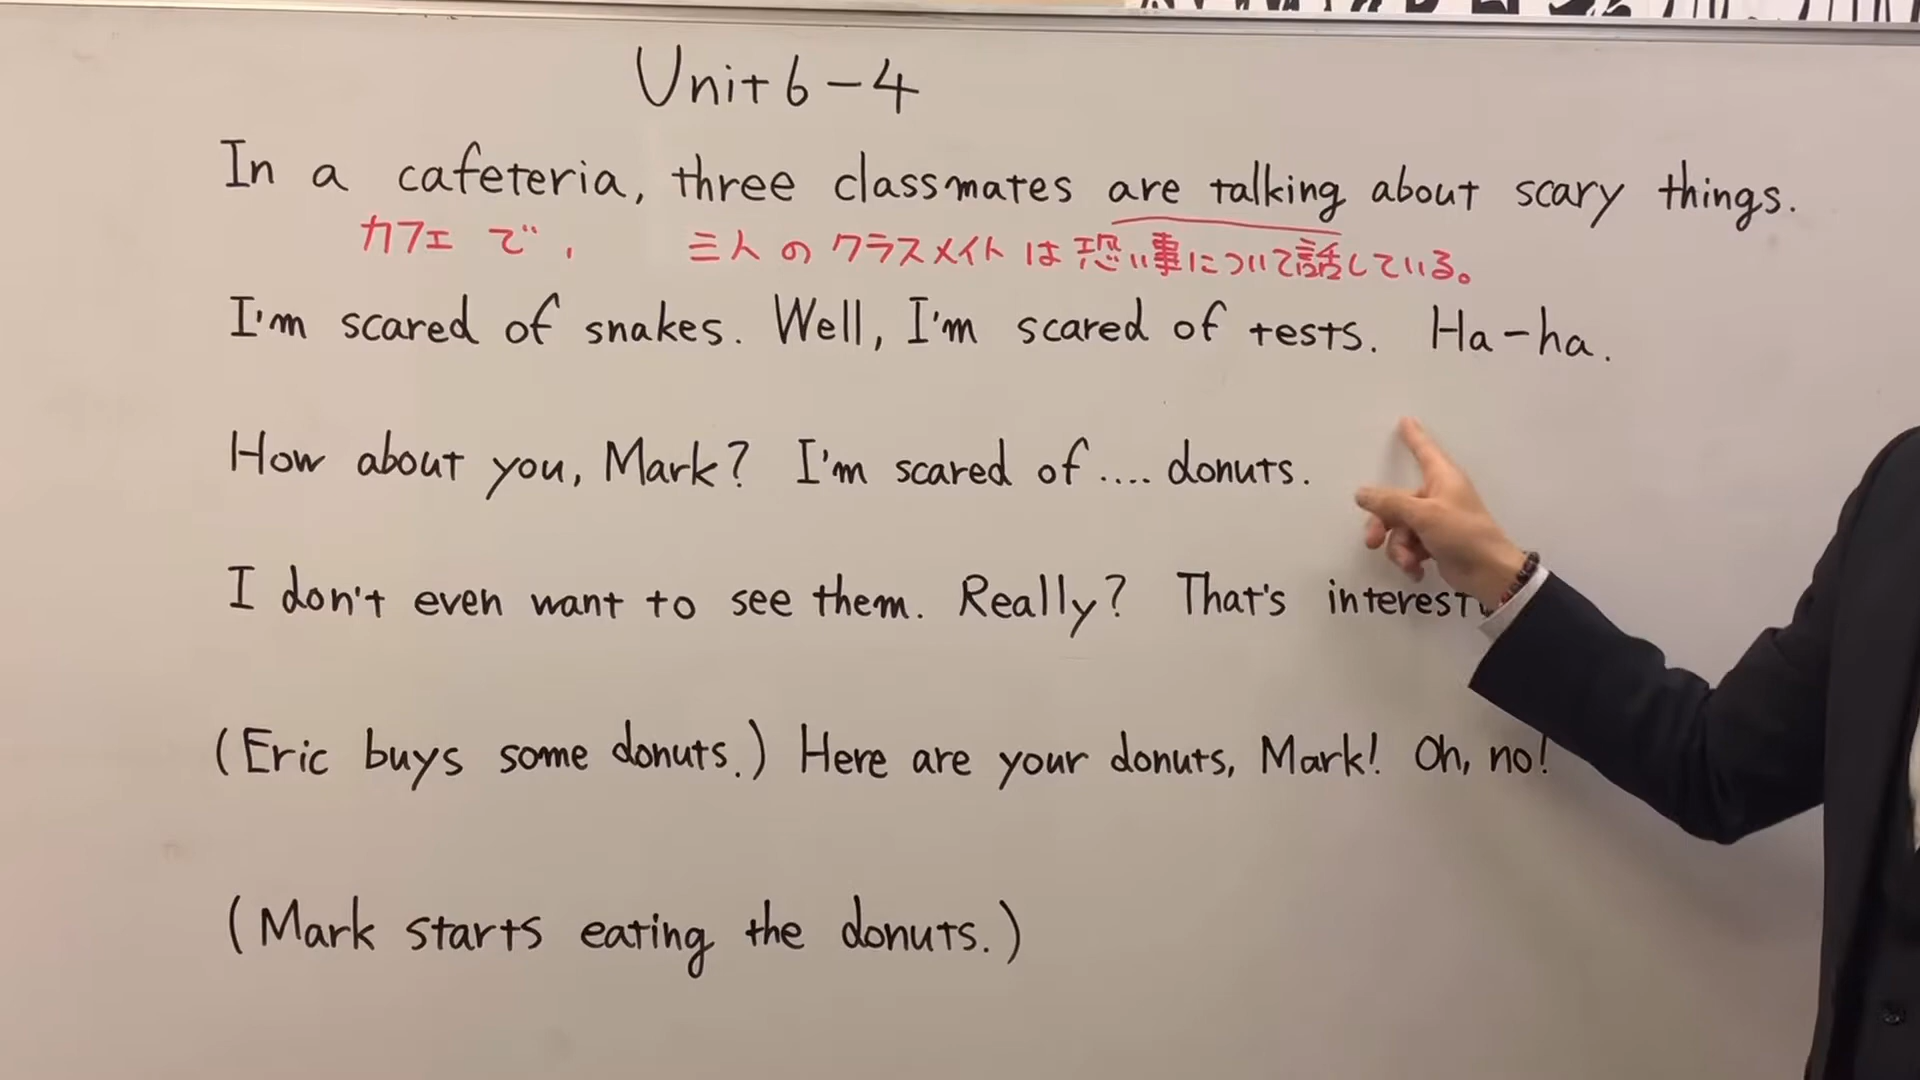 Unit 6-4
In a cafeteria, three classmates are talking about scary things.
カフェ で, 三人 の クラスメイト は 恐い事について話している。
I'm scared of snakes. Well, I'm scared of tests. Ha-ha.
How about you, Mark? I'm scared of .... donuts.
I don't even want to see them. Really? That's interest
(Eric buys some donuts.) Here are your donuts, Mark! Oh, no!
(Mark starts eating the donuts.)